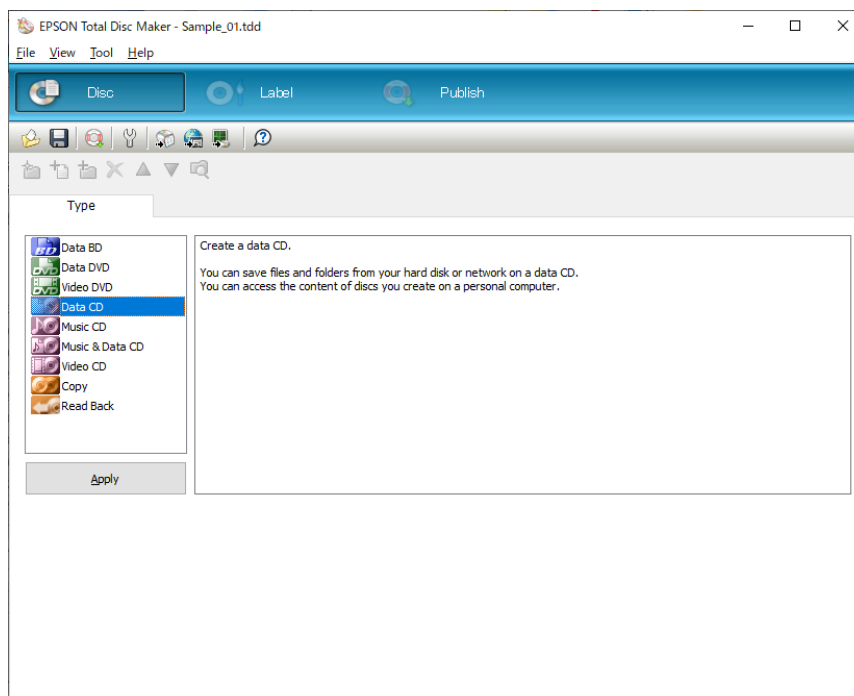 EPSON Total Disc Maker - Sample_01.tdd
File View Tool Help
Disc Label Publish
Type
Data BD
Data DVD
Video DVD
Data CD
Music CD
Music & Data CD
Video CD
Copy
Read Back
Apply
Create a data CD.
You can save files and folders from your hard disk or network on a data CD.
You can access the content of discs you create on a personal computer.